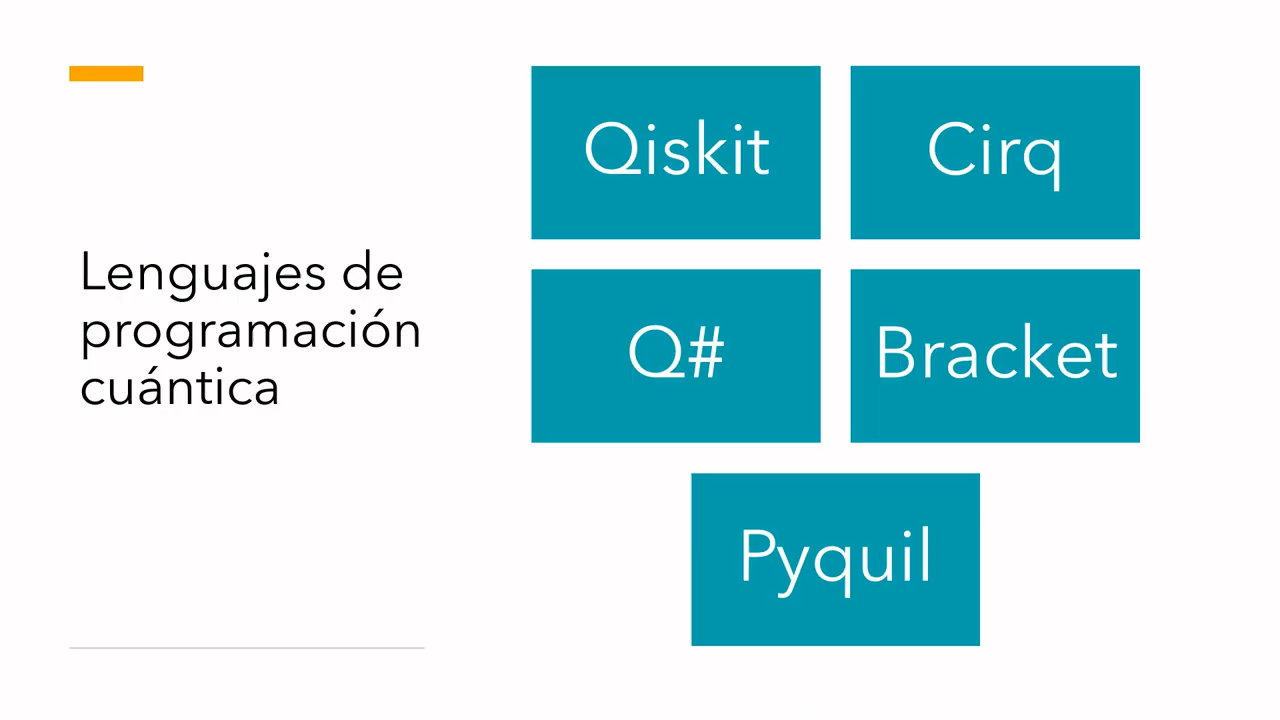 Lenguajes de
programación
cuántica
Qiskit
Cirq
Q#
Bracket
Pyquil